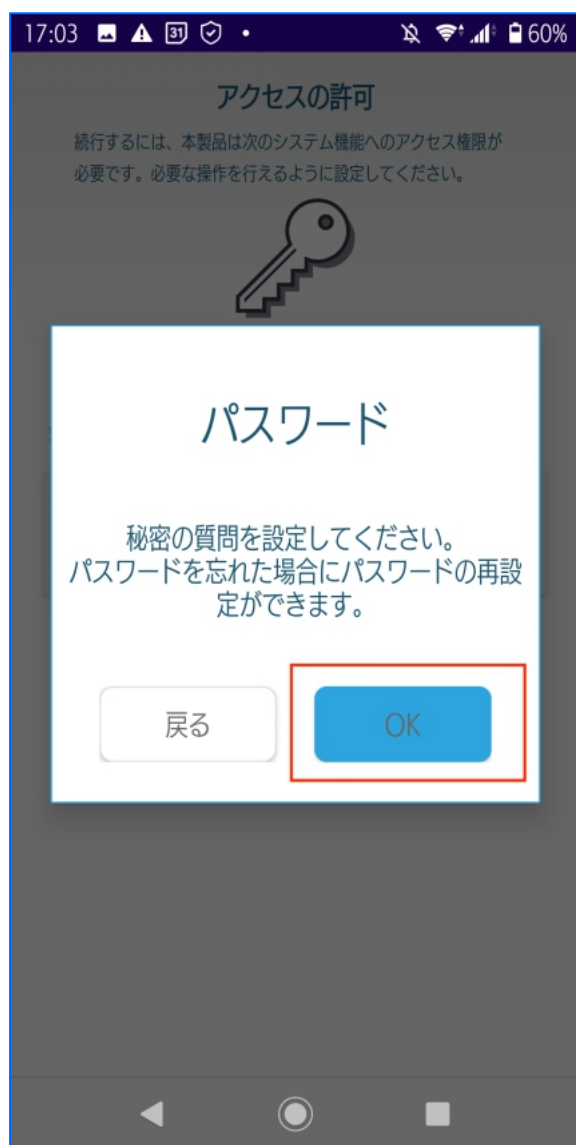 17:03
31
60%
アクセスの許可
続行するには、本製品は次のシステム機能へのアクセス権限が
必要です。必要な操作を行えるように設定してください。
パスワード
秘密の質問を設定してください。
パスワードを忘れた場合にパスワードの再設
定ができます。
戻る
OK